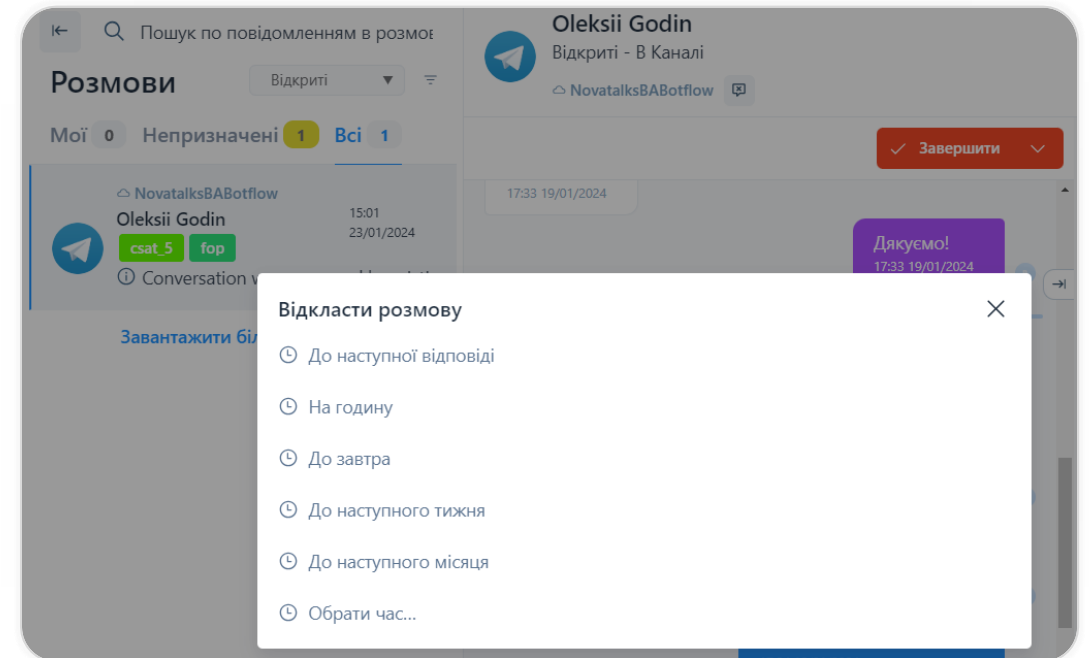 Пошук по повідомленням в розмов
Розмови
Відкриті
Мої 0 Непризначені 1 Всі 1
NovatalksBABotflow
Oleksii Godin
15:01
23/01/2024
csat_5 fop
Conversation
Завантажити
Oleksii Godin
Відкриті - В Каналі
NovatalksBABotflow
Завершити
17:33 19/01/2024
Дякуємо!
17:33 19/01/2024
Відкласти розмову
До наступної відповіді
На годину
До завтра
До наступного тижня
До наступного місяця
Обрати час...